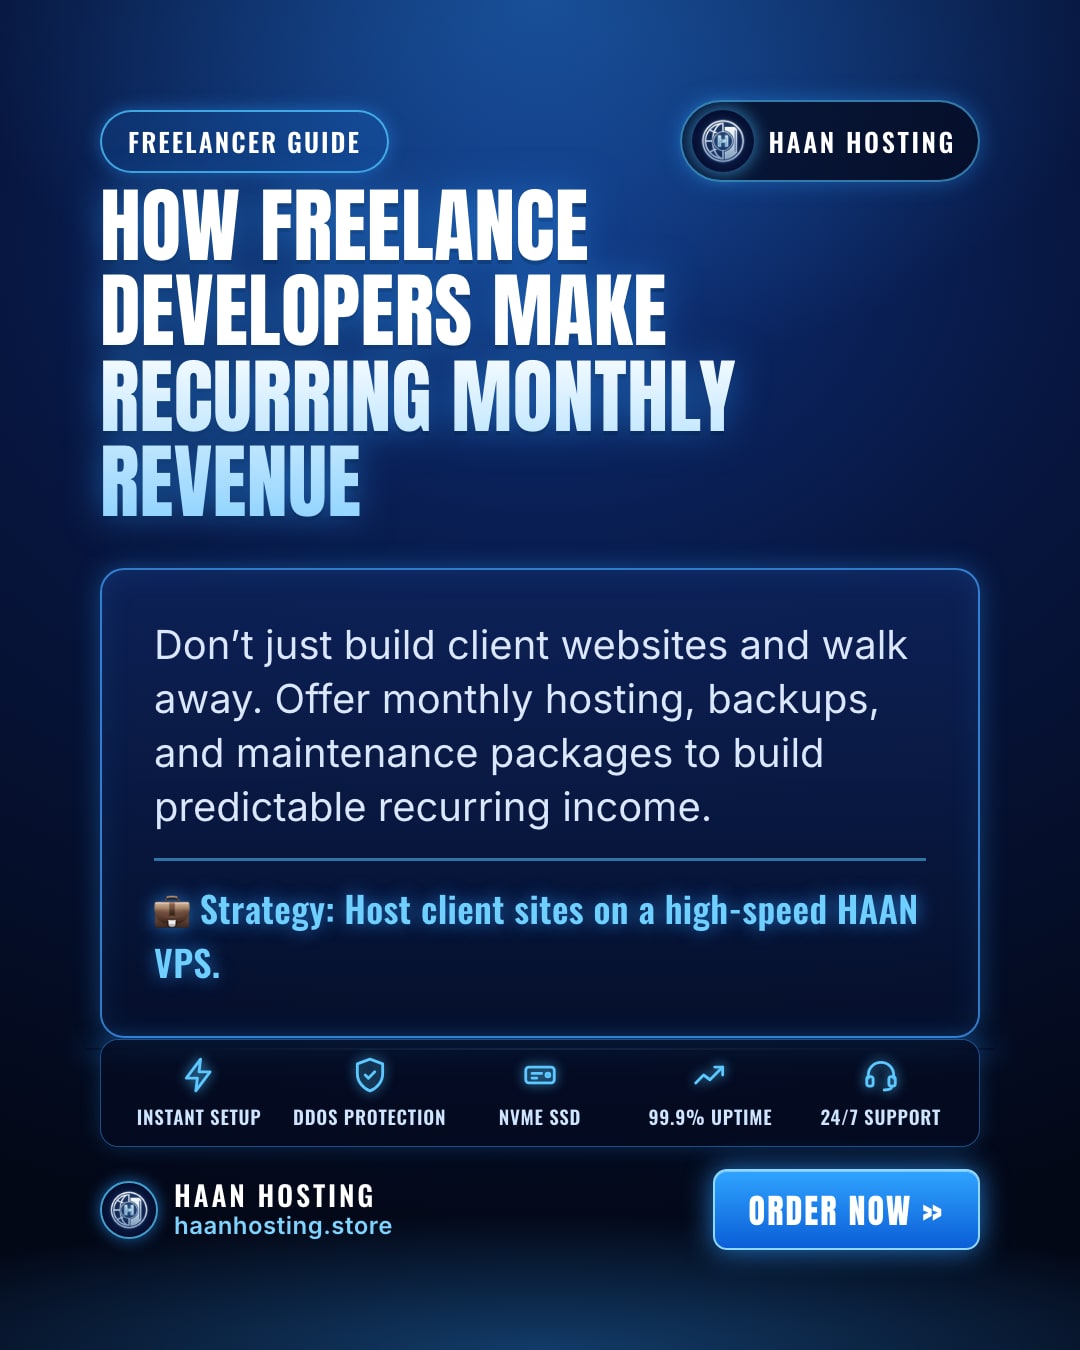 FREELANCER GUIDE
HAAN HOSTING
HOW FREELANCE
DEVELOPERS MAKE
RECURRING MONTHLY
REVENUE
Don’t just build client websites and walk
away. Offer monthly hosting, backups,
and maintenance packages to build
predictable recurring income.
💼 Strategy: Host client sites on a high-speed HAAN
VPS.
INSTANT SETUP
DDOS PROTECTION
NVME SSD
99.9% UPTIME
24/7 SUPPORT
HAAN HOSTING
haanhosting.store
ORDER NOW »